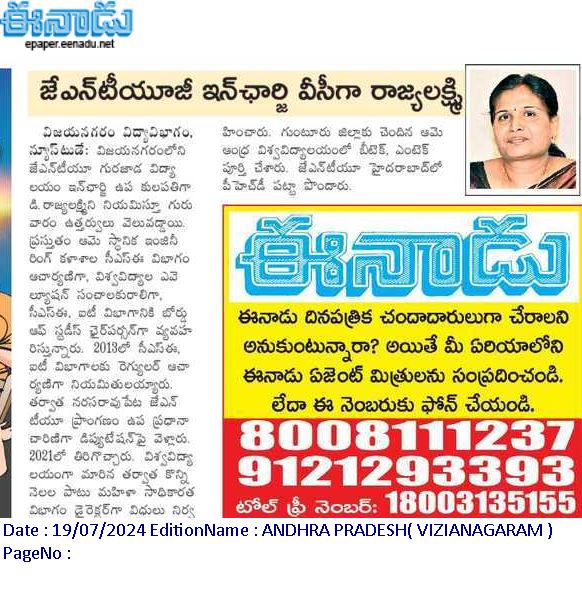 ఈనాడు
epaper.eenadu.net
జేఎన్‌టీయూజీ ఇన్‌ఛార్జి వీసీగా రాజ్యలక్ష్మి
విజయనగరం విద్యావిభాగం,
న్యూస్‌టుడే: విజయనగరంలోని
జేఎన్‌టీయూ గురజాడ విద్యా
లయం ఇన్‌ఛార్జి ఉప కులపతిగా
డి.రాజ్యలక్ష్మిని నియమిస్తూ గురు
వారం ఉత్తర్వులు వెలువడ్డాయి.
ప్రస్తుతం ఆమె స్థానిక ఇంజినీ
రింగ్ కళాశాల సీఎస్ఈ విభాగం
ఆచార్యణిగా, విశ్వవిద్యాల ఎవె
ల్యూషన్ సంచాలకురాలిగా,
సీఎస్ఈ, ఐటీ విభాగానికి బోర్డు
ఆఫ్ స్టడీస్ ఛైర్‌పర్సన్‌గా వ్యవహ
రిస్తున్నారు. 2013లో సీఎస్ఈ,
ఐటీ విభాగాలకు రెగ్యులర్ ఆచా
ర్యణిగా నియమితులయ్యారు.
తర్వాత నరసరావుపేట జేఎన్
టీయూ ప్రాంగణం ఉప ప్రధానా
చారిణిగా డిప్యుటేషన్‌పై వెళ్లారు.
2021లో తిరిగొచ్చారు. విశ్వవిద్యా
లయంగా మారిన తర్వాత కొన్ని
నెలల పాటు మహిళా సాధికారత
విభాగం డైరెక్టర్‌గా విధులు నిర్వ
హించారు. గుంటూరు జిల్లాకు చెందిన ఆమె
ఆంధ్ర విశ్వవిద్యాలయంలో బీటెక్, ఎంటెక్
పూర్తి చేశారు. జేఎన్‌టీయూ హైదరాబాద్‌లో
పీహెచ్‌డీ పట్టా పొందారు.
ఈనాడు
ఈనాడు దినపత్రిక చందాదారులుగా చేరాలని
అనుకుంటున్నారా? అయితే మీ ఏరియాలోని
ఈనాడు ఏజెంట్ మిత్రులను సంప్రదించండి.
లేదా ఈ నెంబరుకు ఫోన్ చేయండి.
8008111237
9121293393
టోల్ ఫ్రీ నెంబర్: 18003135155
Date : 19/07/2024 EditionName : ANDHRA PRADESH( VIZIANAGARAM )
PageNo :